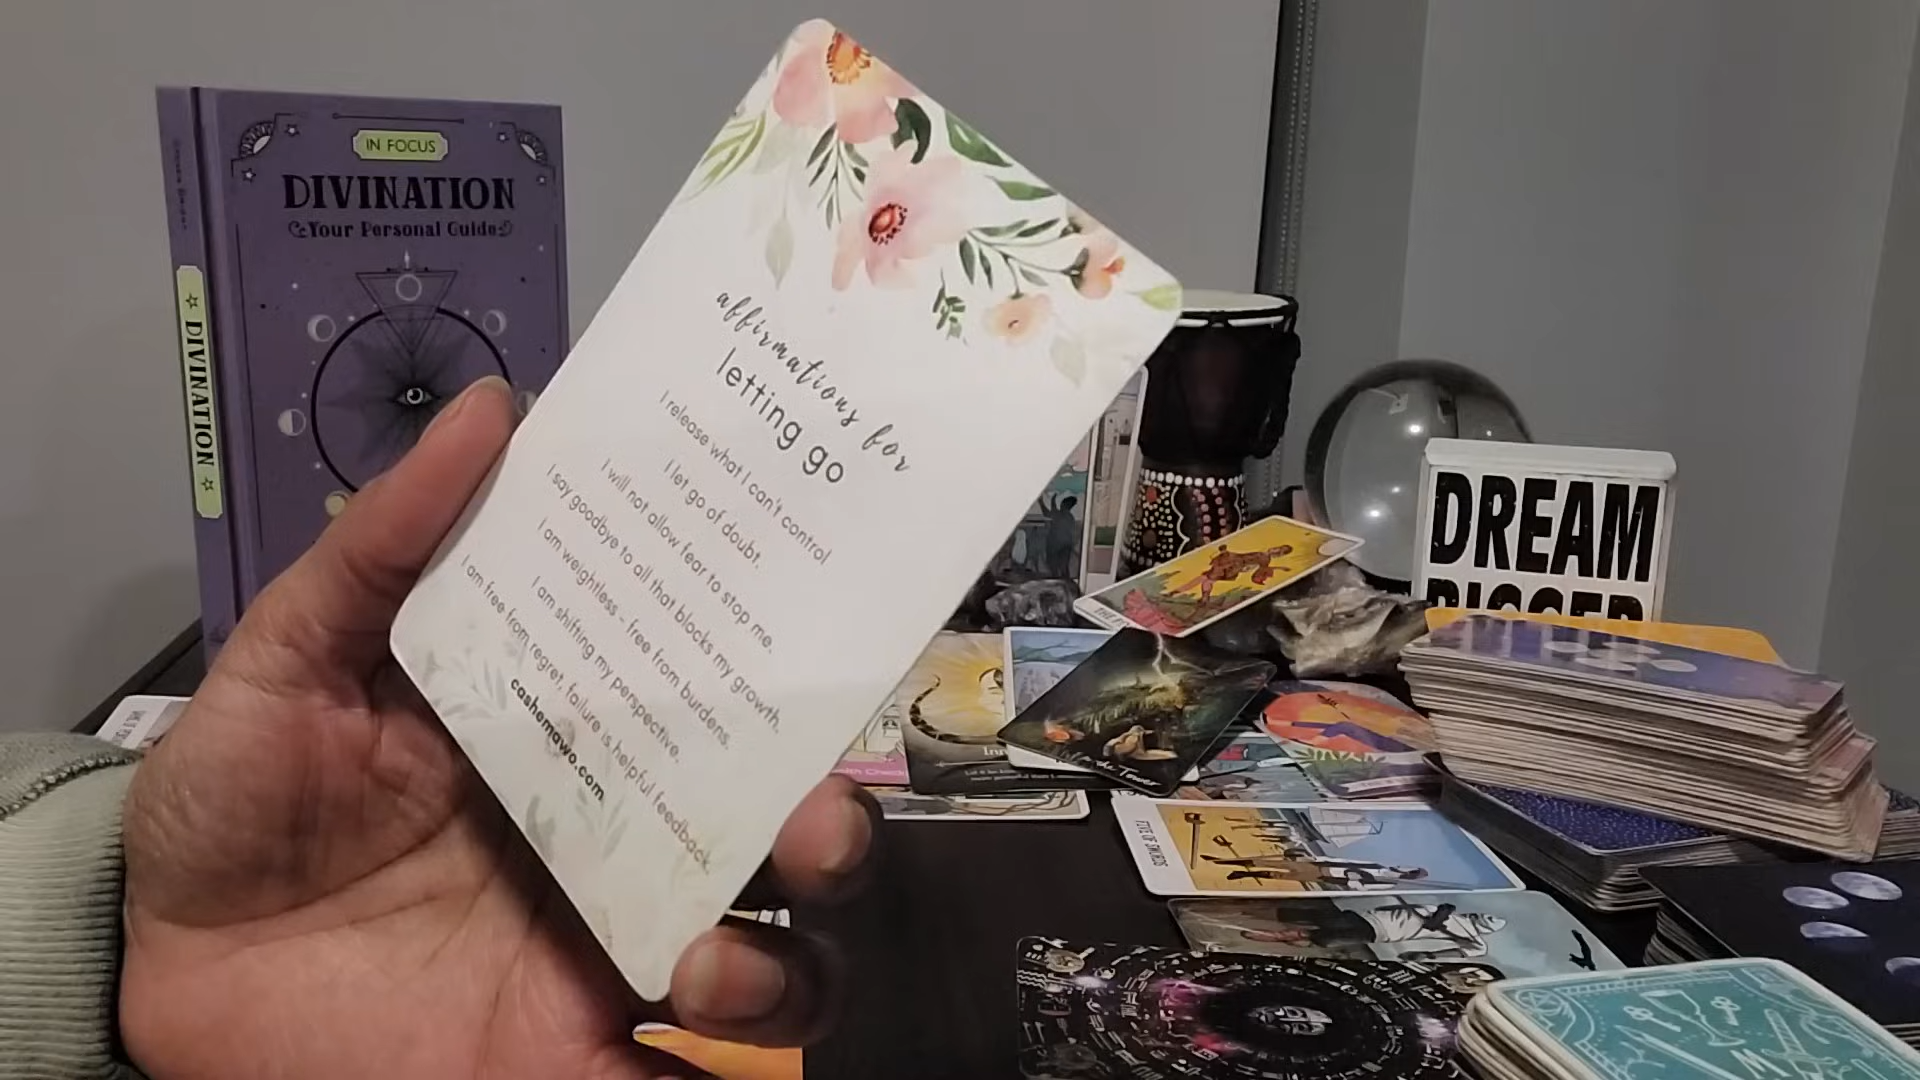 IN FOCUS
DIVINATION
Your Personal Guide
DIVINATION
affirmations for
letting go
I release what I can't control
I let go of doubt.
I will not allow fear to stop me.
I say goodbye to all that blocks my growth.
I am weightless - free from burdens.
I am shifting my perspective.
I am free from regret, failure is helpful feedback.
cashemawo.com
DREAM
BIGGER
the Tower
FIVE OF SWORDS